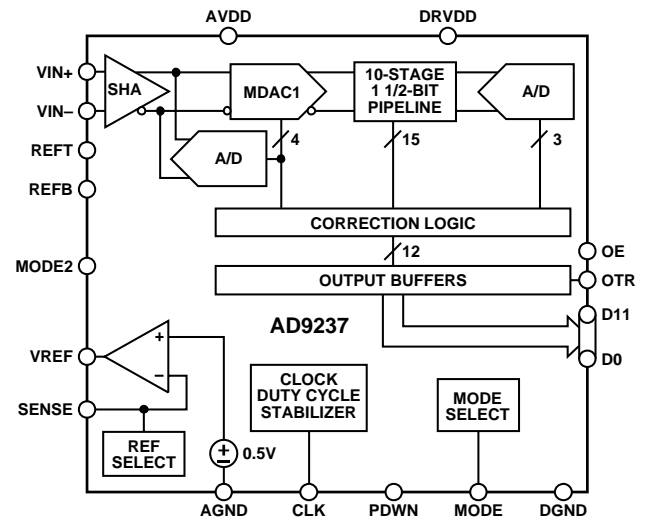 AVDD DRVDD
VIN+
VIN–
REFT
REFB
MODE2
VREF
SENSE
SHA
MDAC1
10-STAGE
1 1/2-BIT
PIPELINE
A/D
A/D
4
15
3
CORRECTION LOGIC
12
OUTPUT BUFFERS
OE
OTR
D11
D0
AD9237
+
–
REF
SELECT
+
–
0.5V
CLOCK
DUTY CYCLE
STABILIZER
MODE
SELECT
AGND CLK PDWN MODE DGND